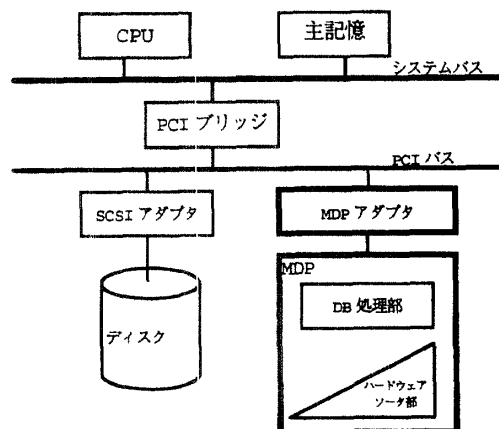 CPU
主記憶
システムバス
PCI ブリッジ
PCI バス
SCSI アダプタ
MDP アダプタ
MDP
DB 処理部
ディスク
ハードウェア
ソータ部